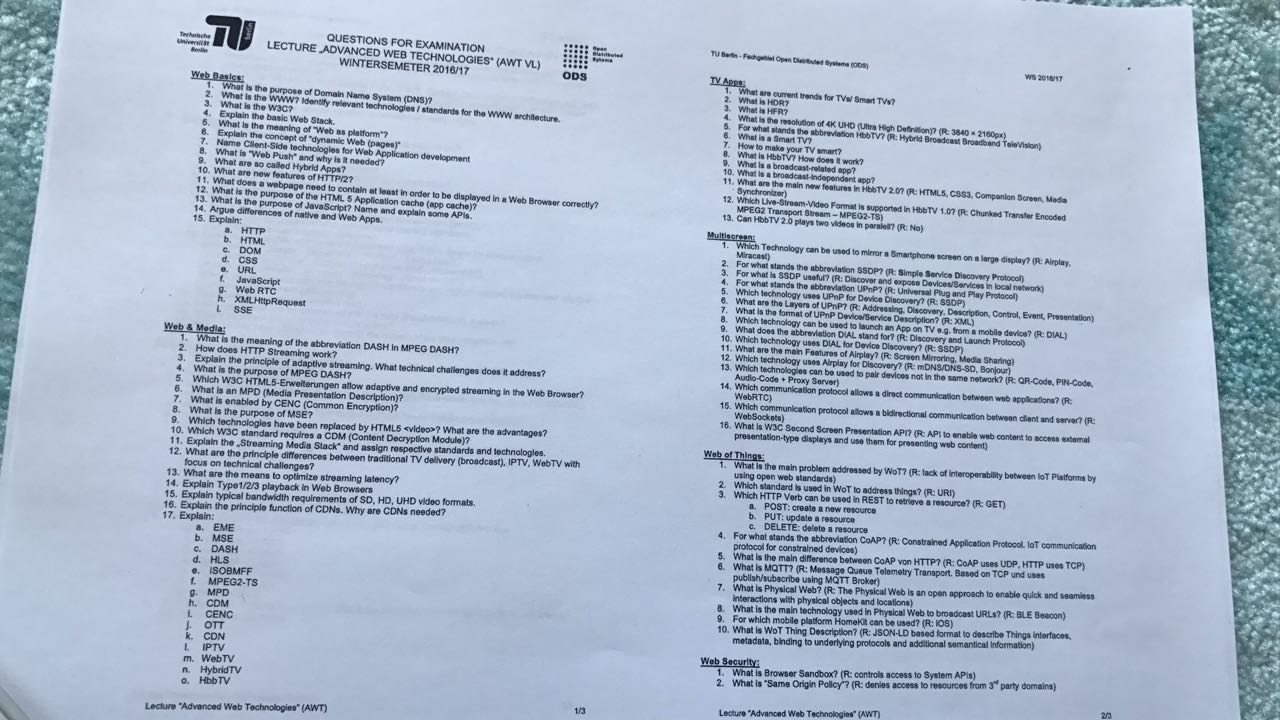 Technische
Universität
Berlin
berlin
QUESTIONS FOR EXAMINATION
LECTURE „ADVANCED WEB TECHNOLOGIES“ (AWT VL)
WINTERSEMETER 2016/17
Open
Distributed
Systems
ODS
Web Basics:
1. What is the purpose of Domain Name System (DNS)?
2. What is the WWW? Identify relevant technologies / standards for the WWW architecture.
3. What is the W3C?
4. Explain the basic Web Stack.
5. What is the meaning of "Web as platform"?
6. Explain the concept of "dynamic Web (pages)"
7. Name Client-Side technologies for Web Application development
8. What is "Web Push" and why is it needed?
9. What are so called Hybrid Apps?
10. What are new features of HTTP/2?
11. What does a webpage need to contain at least in order to be displayed in a Web Browser correctly?
12. What is the purpose of the HTML 5 Application cache (app cache)?
13. What is the purpose of JavaScript? Name and explain some APIs.
14. Argue differences of native and Web Apps.
15. Explain:
a. HTTP
b. HTML
c. DOM
d. CSS
e. URL
f. JavaScript
g. Web RTC
h. XMLHttpRequest
i. SSE
Web & Media:
1. What is the meaning of the abbreviation DASH in MPEG DASH?
2. How does HTTP Streaming work?
3. Explain the principle of adaptive streaming. What technical challenges does it address?
4. What is the purpose of MPEG DASH?
5. Which W3C HTML5-Erweiterungen allow adaptive and encrypted streaming in the Web Browser?
6. What is an MPD (Media Presentation Description)?
7. What is enabled by CENC (Common Encryption)?
8. What is the purpose of MSE?
9. Which technologies have been replaced by HTML5 <video>? What are the advantages?
10. Which W3C standard requires a CDM (Content Decryption Module)?
11. Explain the „Streaming Media Stack" and assign respective standards and technologies.
12. What are the principle differences between traditional TV delivery (broadcast), IPTV, WebTV with
focus on technical challenges?
13. What are the means to optimize streaming latency?
14. Explain Type1/2/3 playback in Web Browsers
15. Explain typical bandwidth requirements of SD, HD, UHD video formats.
16. Explain the principle function of CDNs. Why are CDNs needed?
17. Explain:
a. EME
b. MSE
c. DASH
d. HLS
e. ISOBMFF
f. MPEG2-TS
g. MPD
h. CDM
i. CENC
j. OTT
k. CDN
l. IPTV
m. WebTV
n. HybridTV
o. HbbTV
Lecture "Advanced Web Technologies" (AWT)
1/3
TU Berlin - Fachgebiet Open Distributed Systems (ODS)
WS 2016/17
TV Apps:
1. What are current trends for TVs/ Smart TVs?
2. What is HDR?
3. What is HFR?
4. What is the resolution of 4K UHD (Ultra High Definition)? (R: 3840 × 2160px)
5. For what stands the abbreviation HbbTV? (R: Hybrid Broadcast Broadband TeleVision)
6. What is a Smart TV?
7. How to make your TV smart?
8. What is HbbTV? How does it work?
9. What is a broadcast-related app?
10. What is a broadcast-independent app?
11. What are the main new features in HbbTV 2.0? (R: HTML5, CSS3, Companion Screen, Media
Synchronizer)
12. Which Live-Stream-Video Format is supported in HbbTV 1.0? (R: Chunked Transfer Encoded
MPEG2 Transport Stream – MPEG2-TS)
13. Can HbbTV 2.0 play two videos in parallel? (R: No)
Multiscreen:
1. Which Technology can be used to mirror a Smartphone screen on a large display? (R: Airplay,
Miracast)
2. For what stands the abbreviation SSDP? (R: Simple Service Discovery Protocol)
3. For what is SSDP useful? (R: Discover and expose Devices/Services in local network)
4. For what stands the abbreviation UPnP? (R: Universal Plug and Play Protocol)
5. Which technology uses UPnP for Device Discovery? (R: SSDP)
6. What are the Layers of UPnP? (R: Addressing, Discovery, Description, Control, Event, Presentation)
7. What is the format of UPnP Device/Service Description? (R: XML)
8. Which technology can be used to launch an App on TV e.g. from a mobile device? (R: DIAL)
9. What does the abbreviation DIAL stand for? (R: Discovery and Launch Protocol)
10. Which technology uses DIAL for Device Discovery? (R: SSDP)
11. What are the main Features of Airplay? (R: Screen Mirroring, Media Sharing)
12. Which technology uses Airplay for Discovery? (R: mDNS/DNS-SD, Bonjour)
13. Which technologies can be used to pair devices not in the same network? (R: QR-Code, PIN-Code,
Audio-Code + Proxy Server)
14. Which communication protocol allows a direct communication between web applications? (R:
WebRTC)
15. Which communication protocol allows a bidirectional communication between client and server? (R:
WebSockets)
16. What is W3C Second Screen Presentation API? (R: API to enable web content to access external
presentation-type displays and use them for presenting web content)
Web of Things:
1. What is the main problem addressed by WoT? (R: lack of interoperability between IoT Platforms by
using open web standards)
2. Which standard is used in WoT to address things? (R: URI)
3. Which HTTP Verb can be used in REST to retrieve a resource? (R: GET)
a. POST: create a new resource
b. PUT: update a resource
c. DELETE: delete a resource
4. For what stands the abbreviation CoAP? (R: Constrained Application Protocol. IoT communication
protocol for constrained devices)
5. What is the main difference between CoAP von HTTP? (R: CoAP uses UDP, HTTP uses TCP)
6. What is MQTT? (R: Message Queue Telemetry Transport. Based on TCP und uses
publish/subscribe using MQTT Broker)
7. What is Physical Web? (R: The Physical Web is an open approach to enable quick and seamless
interactions with physical objects and locations)
8. What is the main technology used in Physical Web to broadcast URLs? (R: BLE Beacon)
9. For which mobile platform HomeKit can be used? (R: iOS)
10. What is WoT Thing Description? (R: JSON-LD based format to describe Things interfaces,
metadata, binding to underlying protocols and additional semantical information)
Web Security:
1. What is Browser Sandbox? (R: controls access to System APIs)
2. What is "Same Origin Policy"? (R: denies access to resources from 3rd party domains)
Lecture "Advanced Web Technologies" (AWT)
2/3